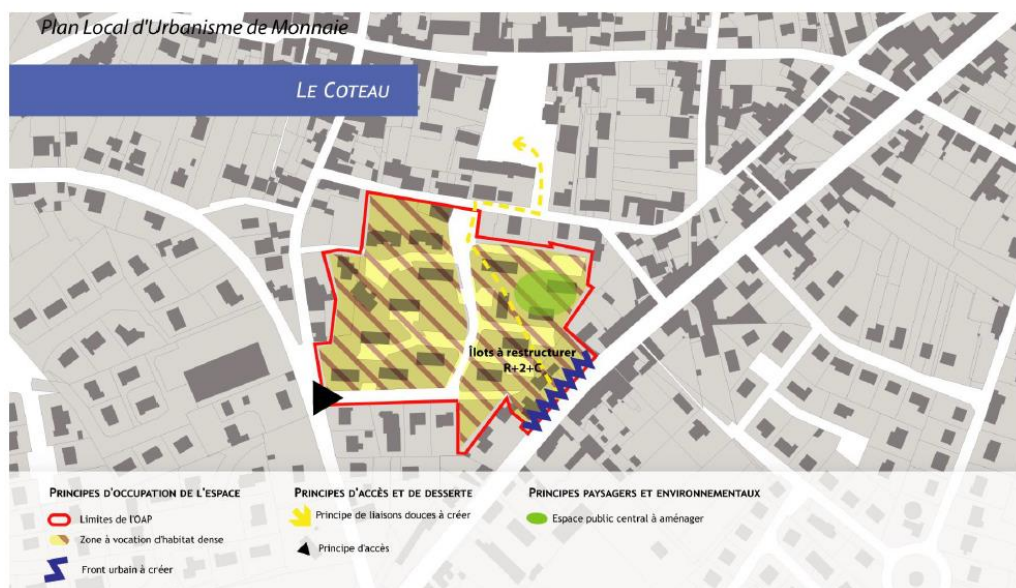 Plan Local d'Urbanisme de Monnaie
LE COTEAU
Îlots à restructurer
R+2+C
PRINCIPES D'OCCUPATION DE L'ESPACE
Limites de l'OAP
Zone à vocation d'habitat dense
Front urbain à créer
PRINCIPES D'ACCÈS ET DE DESSERTE
Principe de liaisons douces à créer
Principe d'accès
PRINCIPES PAYSAGERS ET ENVIRONNEMENTAUX
Espace public central à aménager